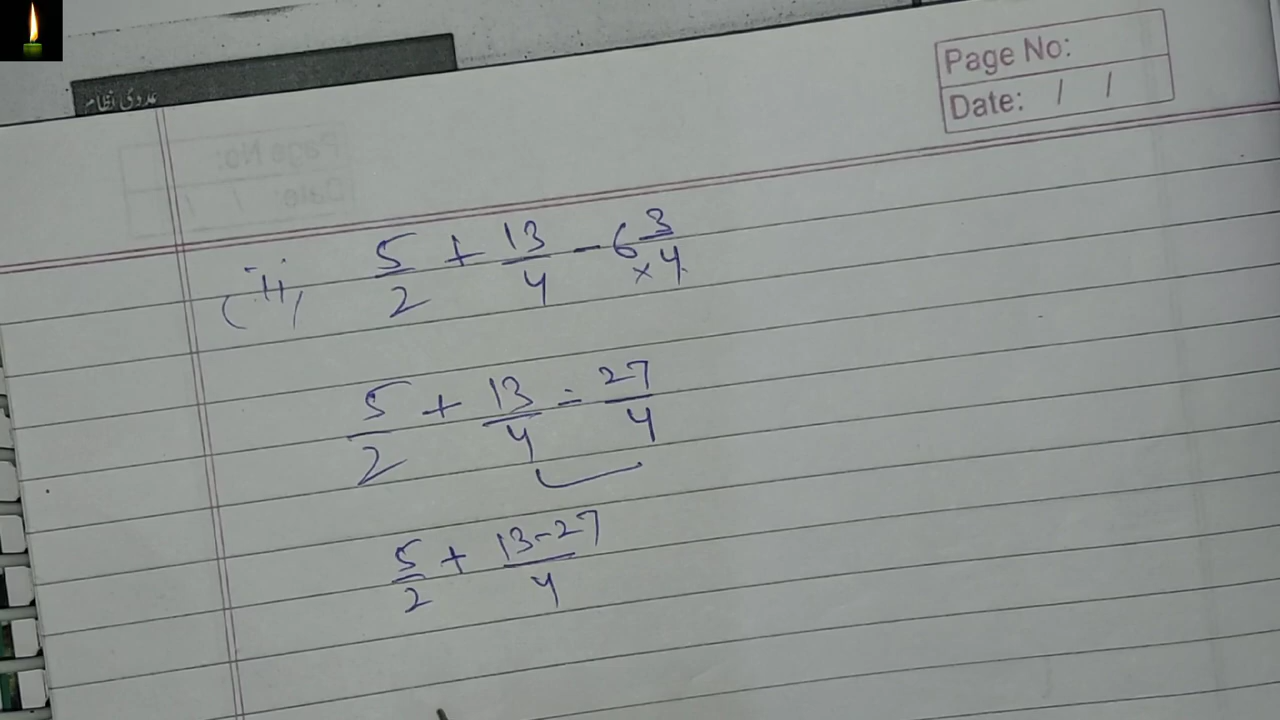 عددی نظام
Page No:
Date: / /
(ii) 5/2 + 13/4 - 6 3/4
×
5/2 + 13/4 - 27/4
5/2 + 13-27/4